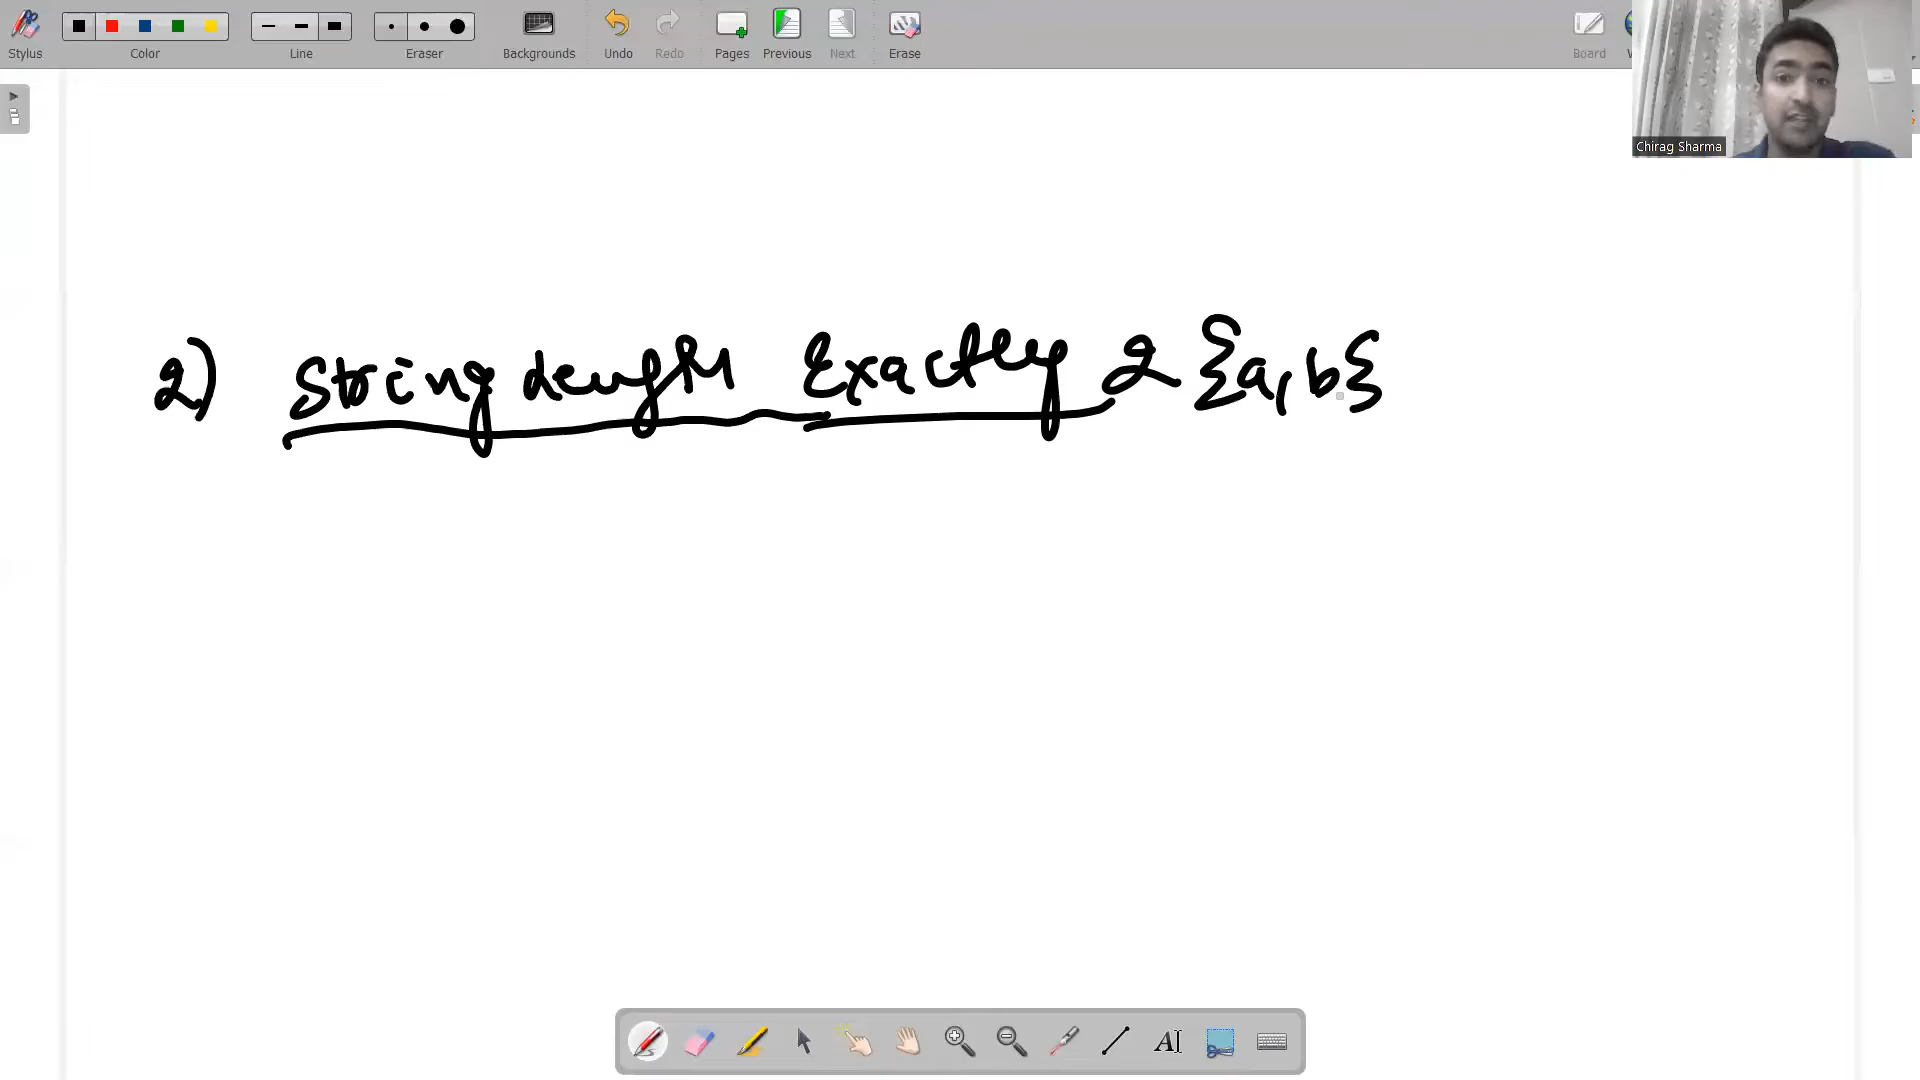 Stylus
Color
Line
Eraser
Backgrounds
Undo
Redo
Pages
Previous
Next
Erase
Board
Chirag Sharma
2) String length Exactly 2 {a, b}